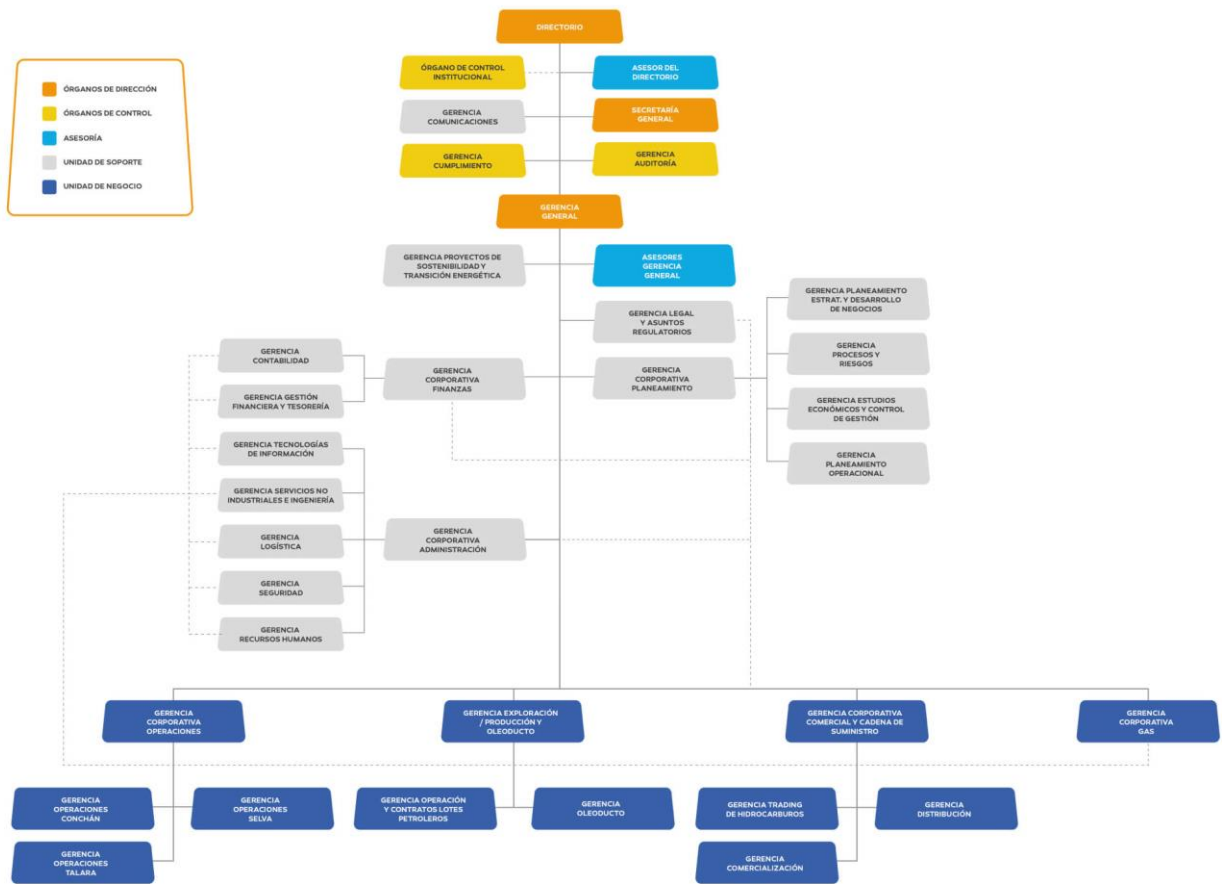 DIRECTORIO
ÓRGANOS DE DIRECCIÓN
ÓRGANOS DE CONTROL
ASESORÍA
UNIDAD DE SOPORTE
UNIDAD DE NEGOCIO
ÓRGANO DE CONTROL
INSTITUCIONAL
ASESOR DEL
DIRECTORIO
GERENCIA
COMUNICACIONES
SECRETARÍA
GENERAL
GERENCIA
CUMPLIMIENTO
GERENCIA
AUDITORÍA
GERENCIA
GENERAL
GERENCIA PROYECTOS DE
SOSTENIBILIDAD Y
TRANSICIÓN ENERGÉTICA
ASESORES
GERENCIA
GENERAL
GERENCIA LEGAL
Y ASUNTOS
REGULATORIOS
GERENCIA
CORPORATIVA
FINANZAS
GERENCIA
CORPORATIVA
PLANEAMIENTO
GERENCIA PLANEAMIENTO
ESTRAT. Y DESARROLLO
DE NEGOCIOS
GERENCIA
PROCESOS Y
RIESGOS
GERENCIA ESTUDIOS
ECONÓMICOS Y CONTROL
DE GESTIÓN
GERENCIA
PLANEAMIENTO
OPERACIONAL
GERENCIA
CONTABILIDAD
GERENCIA GESTIÓN
FINANCIERA Y TESORERÍA
GERENCIA TECNOLOGÍAS
DE INFORMACIÓN
GERENCIA SERVICIOS NO
INDUSTRIALES E INGENIERÍA
GERENCIA
LOGÍSTICA
GERENCIA
SEGURIDAD
GERENCIA
RECURSOS HUMANOS
GERENCIA
CORPORATIVA
ADMINISTRACIÓN
GERENCIA
CORPORATIVA
OPERACIONES
GERENCIA EXPLORACIÓN
/ PRODUCCIÓN Y
OLEODUCTO
GERENCIA CORPORATIVA
COMERCIAL Y CADENA DE
SUMINISTRO
GERENCIA
CORPORATIVA
GAS
GERENCIA
OPERACIONES
CONCHÁN
GERENCIA
OPERACIONES
SELVA
GERENCIA OPERACIÓN
Y CONTRATOS LOTES
PETROLEROS
GERENCIA
OLEODUCTO
GERENCIA TRADING
DE HIDROCARBUROS
GERENCIA
DISTRIBUCIÓN
GERENCIA
OPERACIONES
TALARA
GERENCIA
COMERCIALIZACIÓN